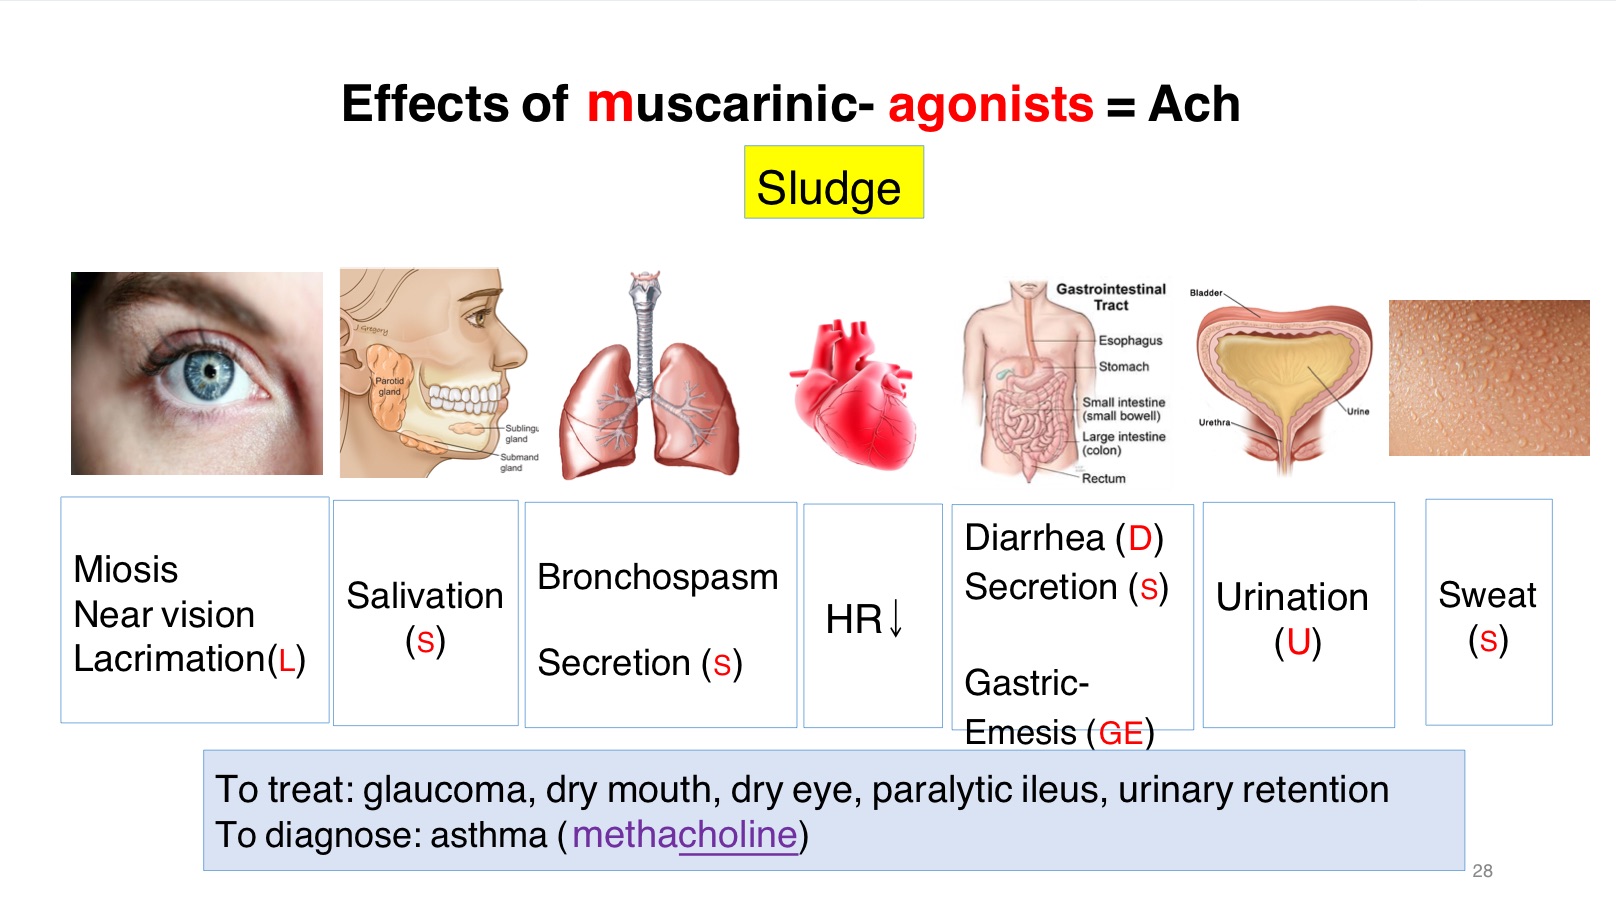 Effects of muscarinic- agonists = Ach
Sludge
J.Gregory
Parotid
gland
Sublingu
gland
Submand
gland
Gastrointestinal
Tract
Esophagus
Stomach
Small intestine
(small bowell)
Large intestine
(colon)
Rectum
Bladder
Urine
Urethra
Miosis
Near vision
Lacrimation(L)
Salivation
(S)
Bronchospasm
Secretion (S)
HR↓
Diarrhea (D)
Secretion (S)
Gastric-
Emesis (GE)
Urination
(U)
Sweat
(S)
To treat: glaucoma, dry mouth, dry eye, paralytic ileus, urinary retention
To diagnose: asthma (methacholine)
28